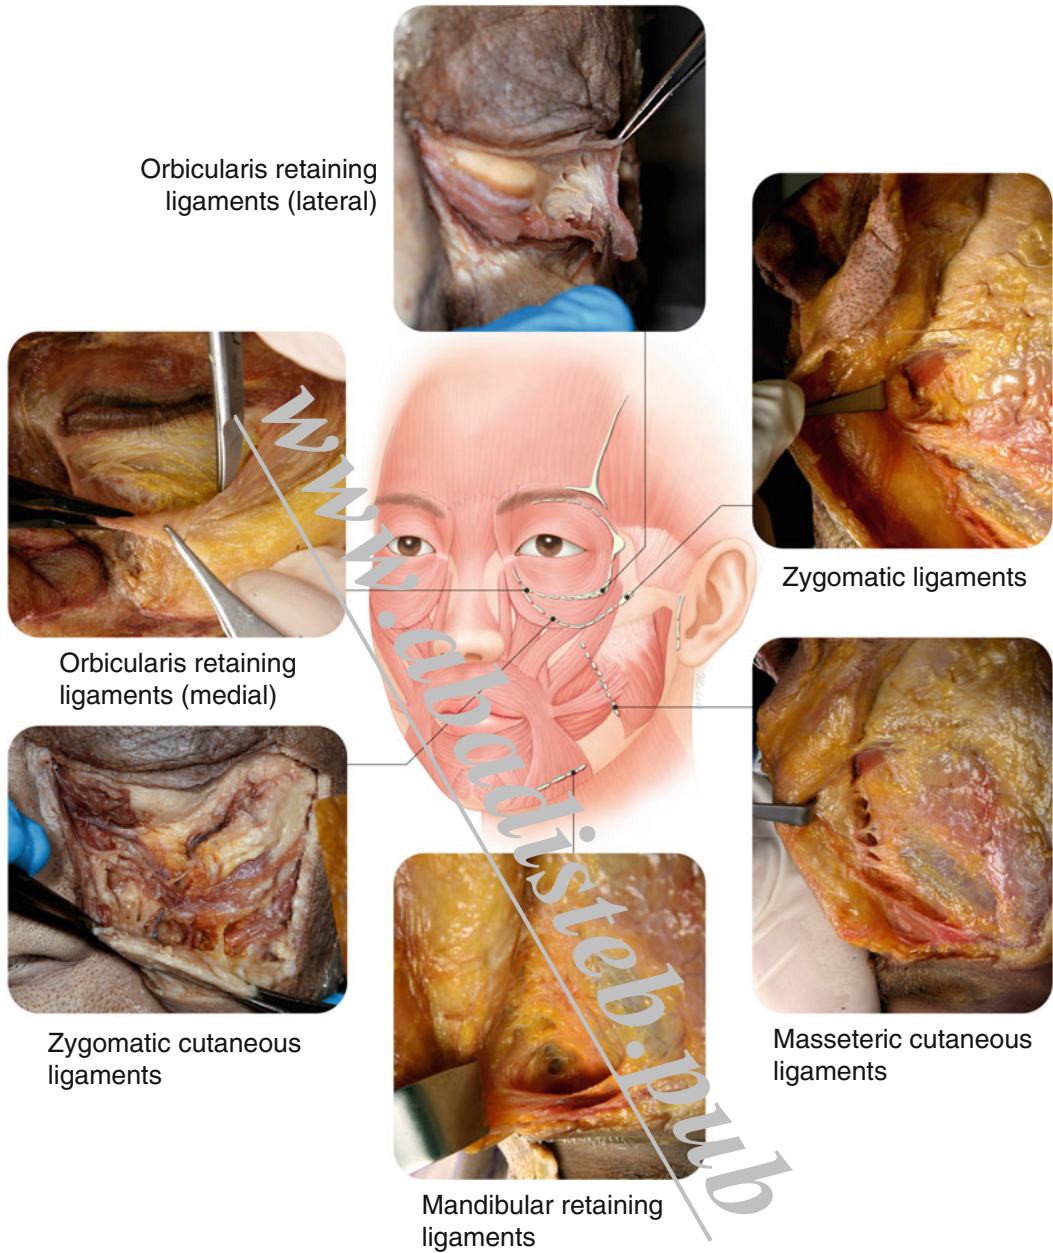 Orbicularis retaining
ligaments (lateral)
Zygomatic ligaments
Orbicularis retaining
ligaments (medial)
Zygomatic cutaneous
ligaments
Masseteric cutaneous
ligaments
Mandibular retaining
ligaments
www.abadisteb.pub